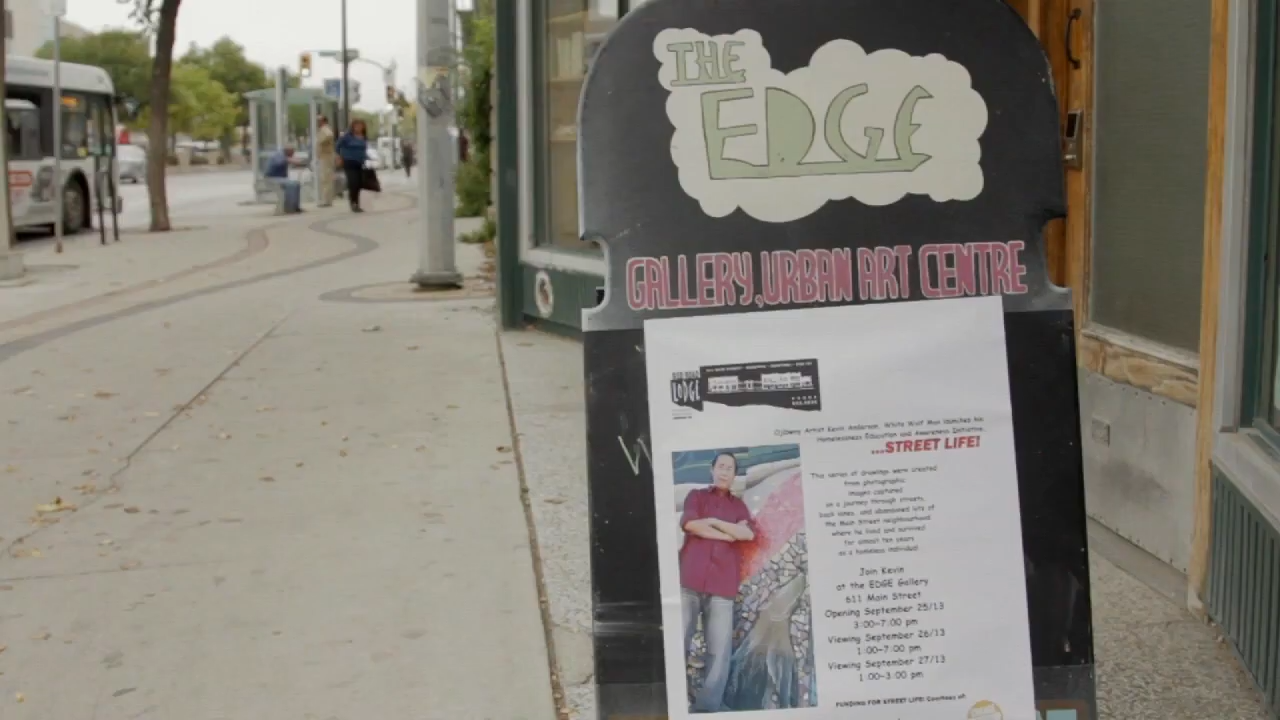 THE
EDGE
GALLERY, URBAN ART CENTRE
LODGE
Ojibway Artist Kevin Anderson, White Wolf Man launches his
Homelessness Education and Awareness Initiative,
...STREET LIFE!
This series of drawings were created
from photographic
images captured
on a journey through streets,
back lanes, and abandoned lots of
the Main Street neighbourhood
where he lived and survived
for almost ten years
as a homeless individual.
Join Kevin
at the EDGE Gallery
611 Main Street
Opening September 25/13
3:00-7:00 pm
Viewing September 26/13
1:00-7:00 pm
Viewing September 27/13
1:00-3:00 pm
FUNDING FOR STREET LIFE! Courtesy of: